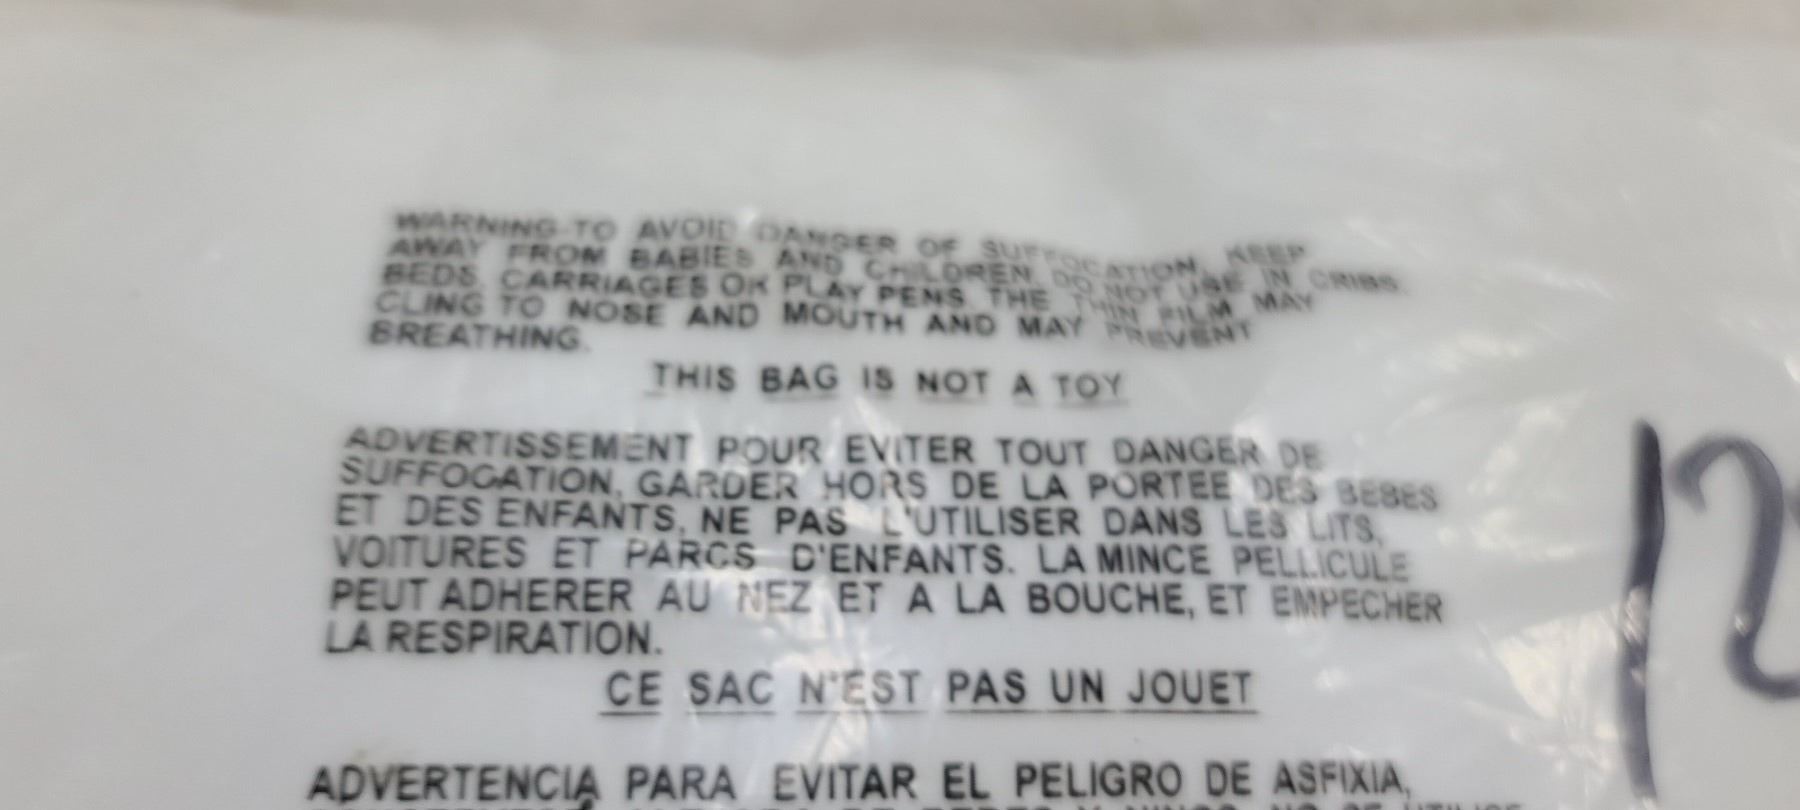 WARNING-TO AVOID DANGER OF SUFFOCATION, KEEP
AWAY FROM BABIES AND CHILDREN. DO NOT USE IN CRIBS.
BEDS, CARRIAGES OR PLAY PENS. THE THIN FILM MAY
CLING TO NOSE AND MOUTH AND MAY PREVENT
BREATHING.
THIS BAG IS NOT A TOY
ADVERTISSEMENT POUR EVITER TOUT DANGER DE
SUFFOCATION, GARDER HORS DE LA PORTEE DES BEBES
ET DES ENFANTS, NE PAS L'UTILISER DANS LES LITS,
VOITURES ET PARCS D'ENFANTS. LA MINCE PELLICULE
PEUT ADHERER AU NEZ ET A LA BOUCHE, ET EMPECHER
LA RESPIRATION.
CE SAC N'EST PAS UN JOUET
ADVERTENCIA PARA EVITAR EL PELIGRO DE ASFIXIA,